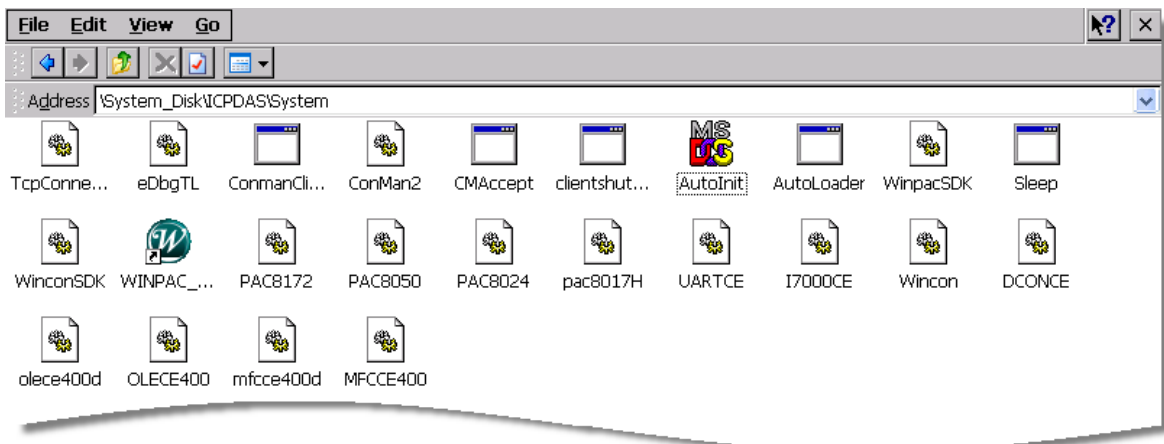 File Edit View Go
Address \System_Disk\ICPDAS\System
TcpConne... eDbgTL ConmanCli... ConMan2 CMAccept clientshut... AutoInit AutoLoader WinpacSDK Sleep
WinconSDK WINPAC_... PAC8172 PAC8050 PAC8024 pac8017H UARTCE I7000CE Wincon DCONCE
olece400d OLECE400 mfcce400d MFCCE400